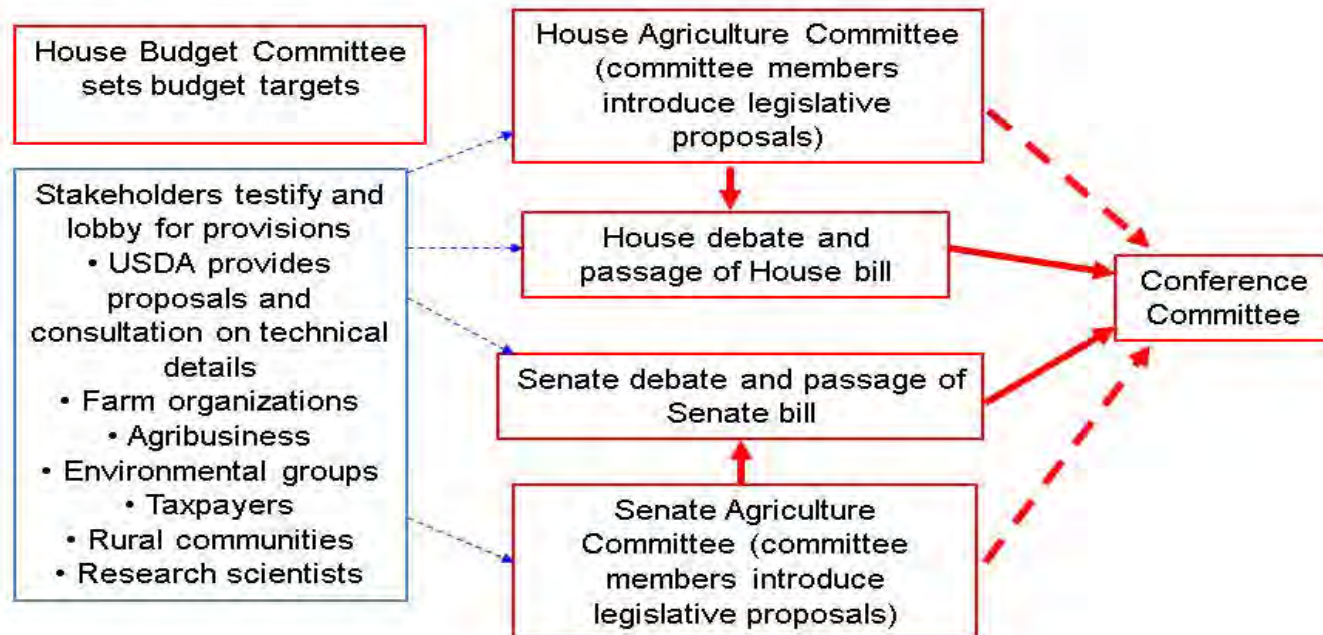 House Budget Committee
sets budget targets
Stakeholders testify and
lobby for provisions
• USDA provides
proposals and
consultation on technical
details
• Farm organizations
• Agribusiness
• Environmental groups
• Taxpayers
• Rural communities
• Research scientists
House Agriculture Committee
(committee members
introduce legislative
proposals)
House debate and
passage of House bill
Senate debate and passage of
Senate bill
Senate Agriculture
Committee (committee
members introduce
legislative proposals)
Conference
Committee